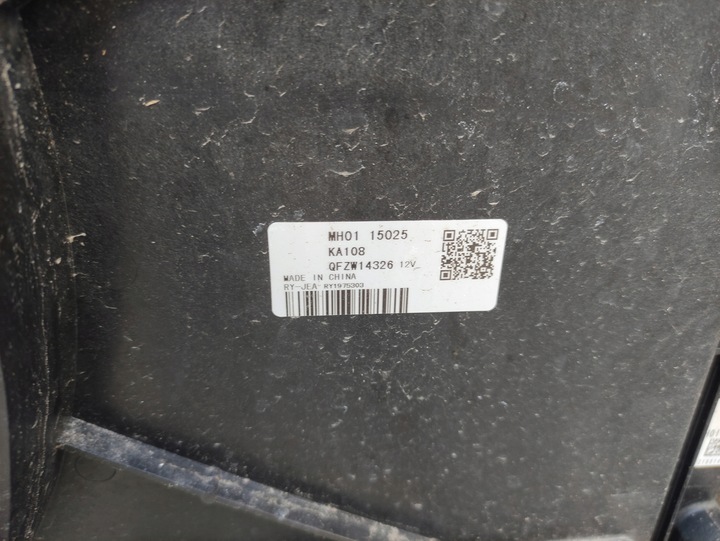 MH01 15025
KA108
QFZW14326 12V
MADE IN CHINA
RY-JEA RY1975303